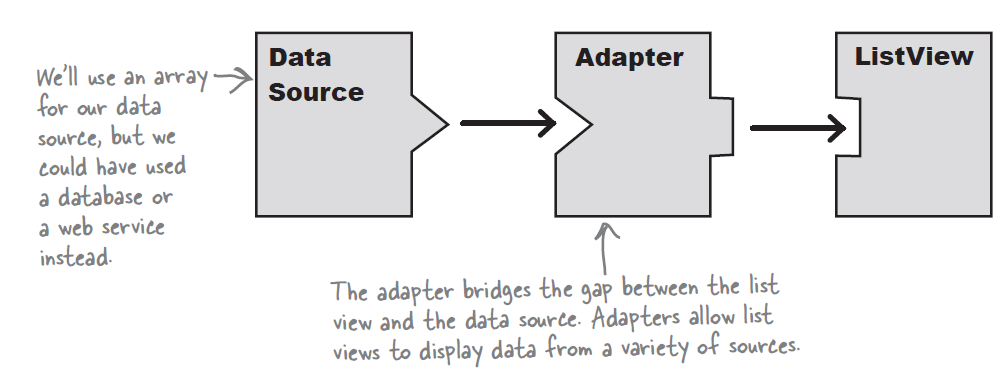 We'll use an array
for our data
source, but we
could have used
a database or
a web service
instead.
Data
Source
Adapter
ListView
The adapter bridges the gap between the list
view and the data source. Adapters allow list
views to display data from a variety of sources.